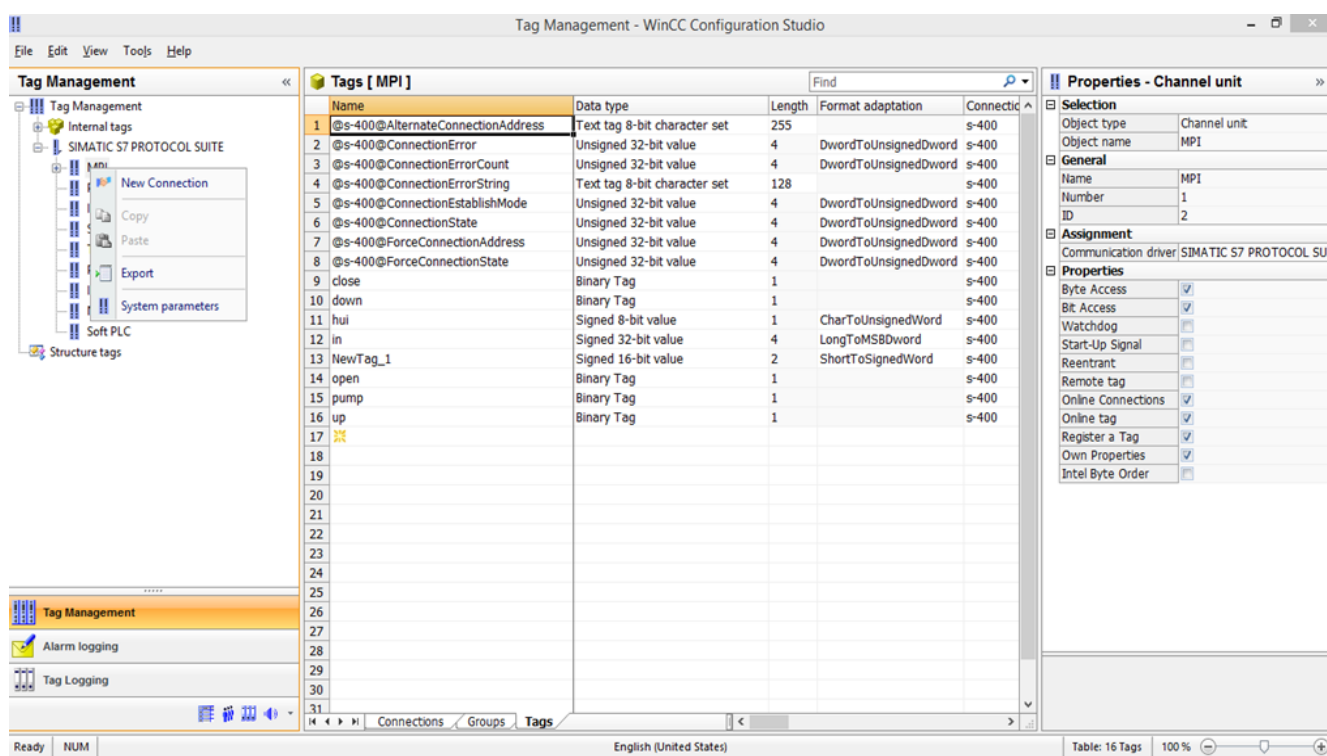 Tag Management - WinCC Configuration Studio
File Edit View Tools Help
Tag Management «
Tag Management
Internal tags
SIMATIC S7 PROTOCOL SUITE
MPI
New Connection
Copy
Paste
Export
System parameters
Soft PLC
Structure tags
Tag Management
Alarm logging
Tag Logging
Tags [ MPI ] Find
Name Data type Length Format adaptation Connectio
1 @s-400@AlternateConnectionAddress Text tag 8-bit character set 255 s-400
2 @s-400@ConnectionError Unsigned 32-bit value 4 DwordToUnsignedDword s-400
3 @s-400@ConnectionErrorCount Unsigned 32-bit value 4 DwordToUnsignedDword s-400
4 @s-400@ConnectionErrorString Text tag 8-bit character set 128 s-400
5 @s-400@ConnectionEstablishMode Unsigned 32-bit value 4 DwordToUnsignedDword s-400
6 @s-400@ConnectionState Unsigned 32-bit value 4 DwordToUnsignedDword s-400
7 @s-400@ForceConnectionAddress Unsigned 32-bit value 4 DwordToUnsignedDword s-400
8 @s-400@ForceConnectionState Unsigned 32-bit value 4 DwordToUnsignedDword s-400
9 close Binary Tag 1 s-400
10 down Binary Tag 1 s-400
11 hui Signed 8-bit value 1 CharToUnsignedWord s-400
12 in Signed 32-bit value 4 LongToMSBDword s-400
13 NewTag_1 Signed 16-bit value 2 ShortToSignedWord s-400
14 open Binary Tag 1 s-400
15 pump Binary Tag 1 s-400
16 up Binary Tag 1 s-400
17
18
19
20
21
22
23
24
25
26
27
28
29
30
31
Connections Groups Tags
Properties - Channel unit »
Selection
Object type Channel unit
Object name MPI
General
Name MPI
Number 1
ID 2
Assignment
Communication driver SIMATIC S7 PROTOCOL SU
Properties
Byte Access
Bit Access
Watchdog
Start-Up Signal
Reentrant
Remote tag
Online Connections
Online tag
Register a Tag
Own Properties
Intel Byte Order
Ready NUM English (United States) Table: 16 Tags 100 %